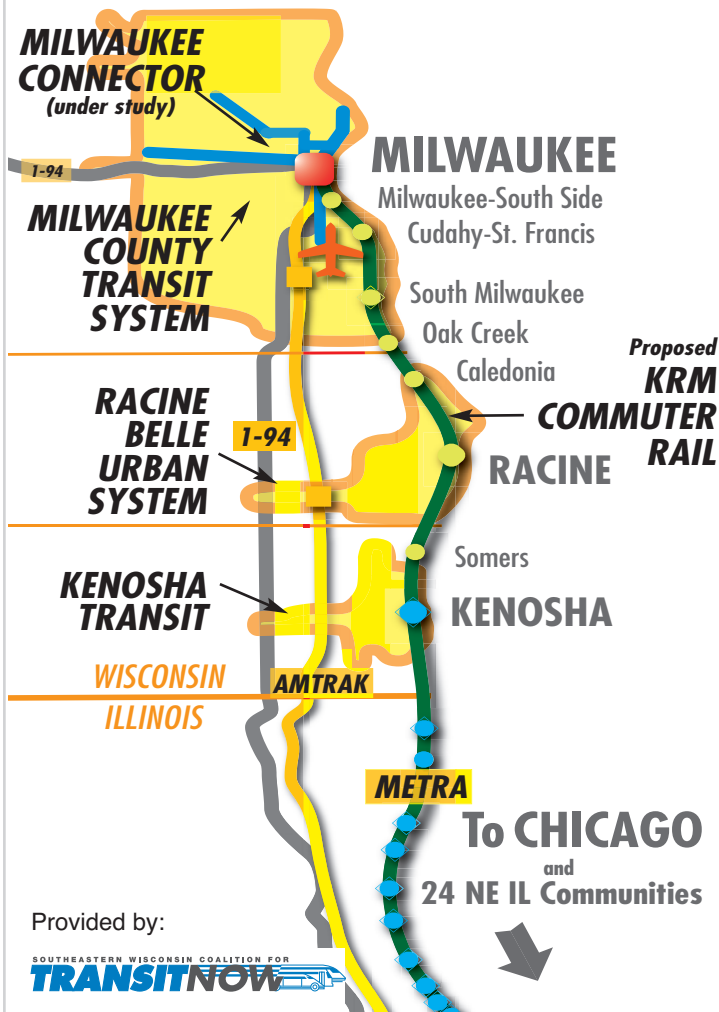 MILWAUKEE
CONNECTOR
(under study)
1-94
MILWAUKEE
Milwaukee-South Side
Cudahy-St. Francis
MILWAUKEE
COUNTY
TRANSIT
SYSTEM
South Milwaukee
Oak Creek
Caledonia
Proposed
KRM
COMMUTER
RAIL
RACINE
BELLE
URBAN
SYSTEM
1-94
RACINE
Somers
KENOSHA
TRANSIT
KENOSHA
WISCONSIN
AMTRAK
ILLINOIS
METRA
To CHICAGO
and
24 NE IL Communities
Provided by:
SOUTHEASTERN WISCONSIN COALITION FOR
TRANSITNOW